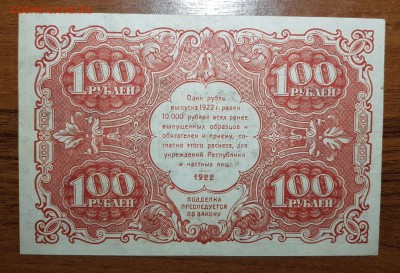 100
РУБЛЕЙ
100
РУБЛЕЙ
Один рубль
выпуска 1922 г. равен
10.000 рублей всех ранее
выпущенных образцов и
обязателен к приему, со-
гласно этого расчета, для
учреждений Республики
и частных лиц.
1922
100
РУБЛЕЙ
100
РУБЛЕЙ
ПОДДЕЛКА
ПРЕСЛЕДУЕТСЯ
ПО ЗАКОНУ